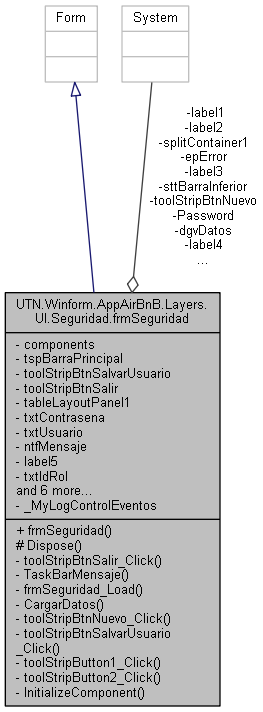 Form
System
-label1
-label2
-splitContainer1
-epError
-label3
-sttBarraInferior
-toolStripBtnNuevo
-Password
-dgvDatos
-label4
...
UTN.Winform.AppAirBnB.Layers.
UI.Seguridad.frmSeguridad
- components
- tspBarraPrincipal
- toolStripBtnSalvarUsuario
- toolStripBtnSalir
- tableLayoutPanel1
- txtContrasena
- txtUsuario
- ntfMensaje
- label5
- txtIdRol
and 6 more...
- _MyLogControlEventos
+ frmSeguridad()
# Dispose()
- toolStripBtnSalir_Click()
- TaskBarMensaje()
- frmSeguridad_Load()
- CargarDatos()
- toolStripBtnNuevo_Click()
- toolStripBtnSalvarUsuario
_Click()
- toolStripButton1_Click()
- toolStripButton2_Click()
- InitializeComponent()